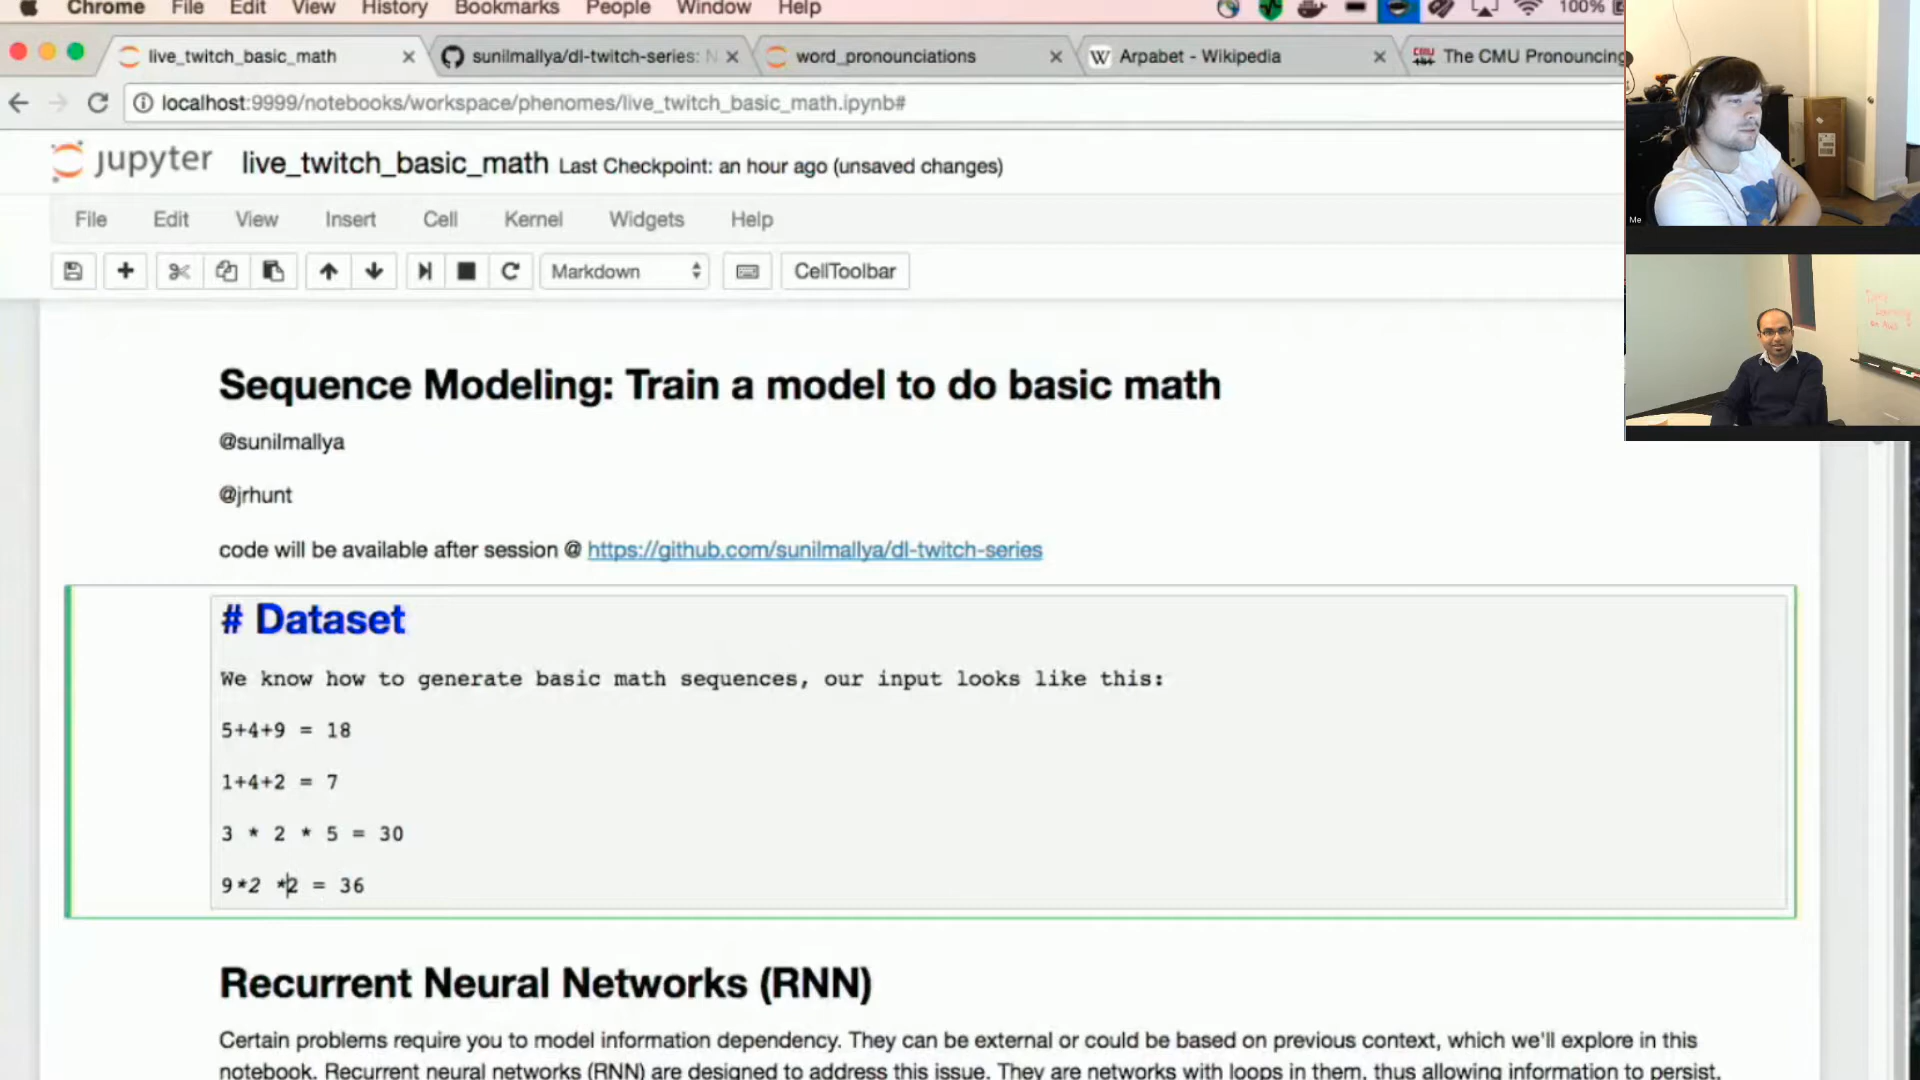 Chrome File Edit View History Bookmarks People Window Help 100%
live_twitch_basic_math
sunilmallya/dl-twitch-series: N
word_pronounciations
Arpabet - Wikipedia
The CMU Pronouncing
localhost:9999/notebooks/workspace/phenomes/live_twitch_basic_math.ipynb#
jupyter live_twitch_basic_math Last Checkpoint: an hour ago (unsaved changes)
File Edit View Insert Cell Kernel Widgets Help
Markdown CellToolbar
Me
Sequence Modeling: Train a model to do basic math
@sunilmallya
@jrhunt
code will be available after session @ https://github.com/sunilmallya/dl-twitch-series
# Dataset
We know how to generate basic math sequences, our input looks like this:
5+4+9 = 18
1+4+2 = 7
3 * 2 * 5 = 30
9*2 *2 = 36
Recurrent Neural Networks (RNN)
Certain problems require you to model information dependency. They can be external or could be based on previous context, which we'll explore in this
notebook. Recurrent neural networks (RNN) are designed to address this issue. They are networks with loops in them, thus allowing information to persist.